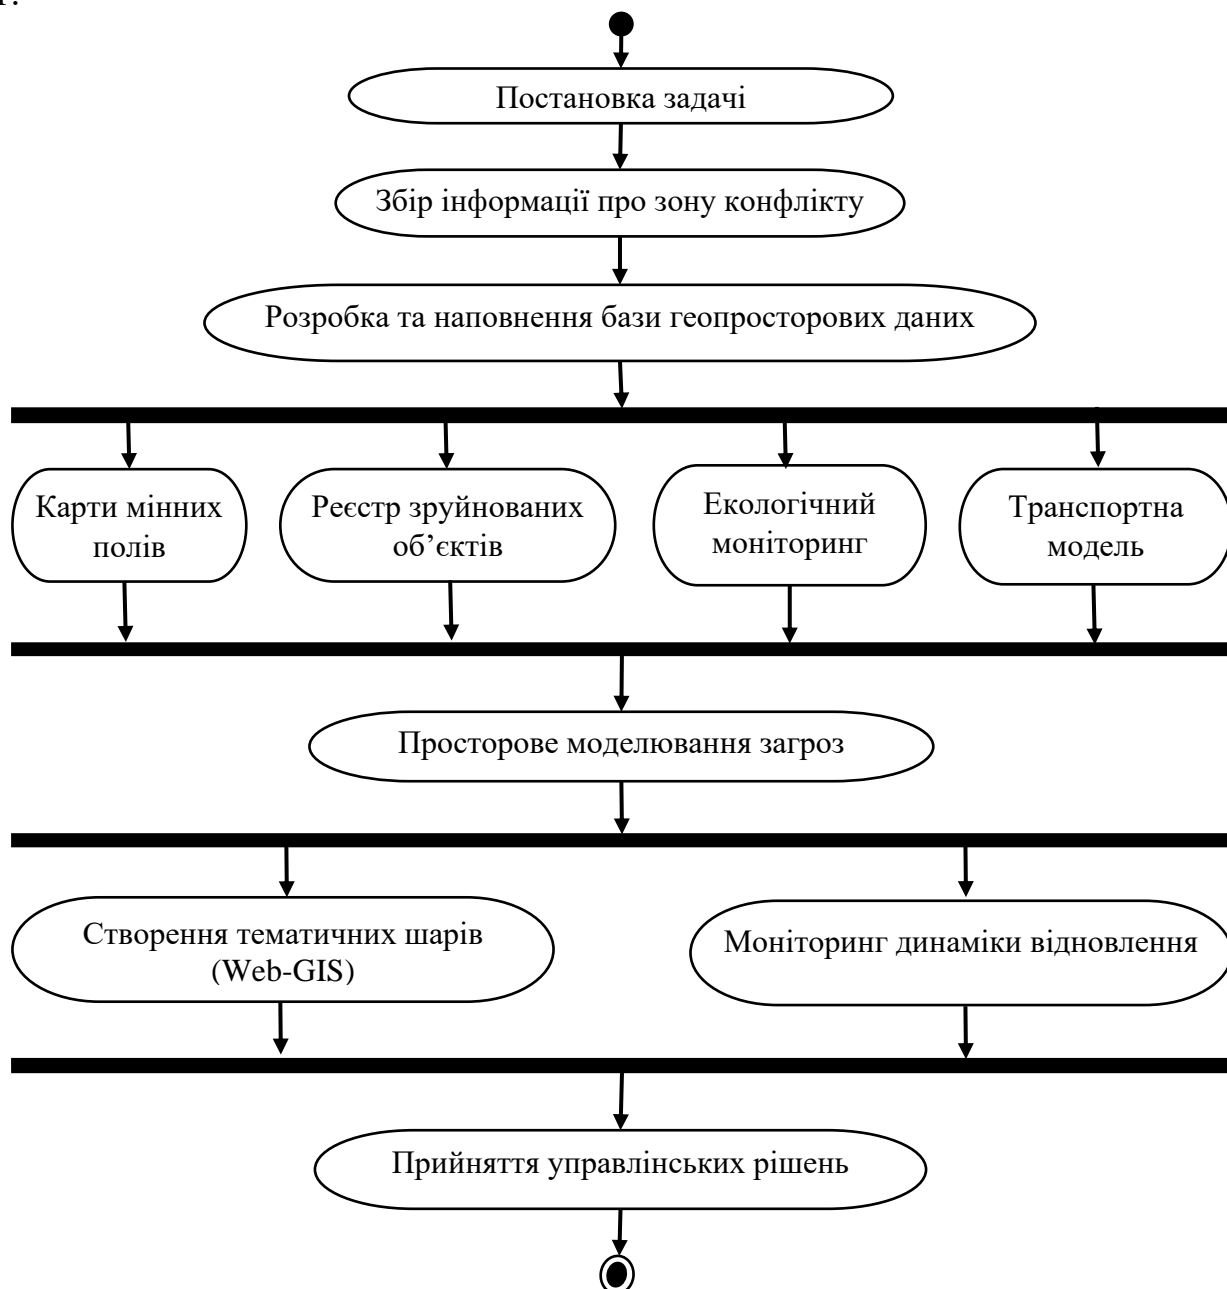 Постановка задачі
Збір інформації про зону конфлікту
Розробка та наповнення бази геопросторових даних
Карти мінних
полів
Реєстр зруйнованих
об’єктів
Екологічний
моніторинг
Транспортна
модель
Просторове моделювання загроз
Створення тематичних шарів
(Web-GIS)
Моніторинг динаміки відновлення
Прийняття управлінських рішень